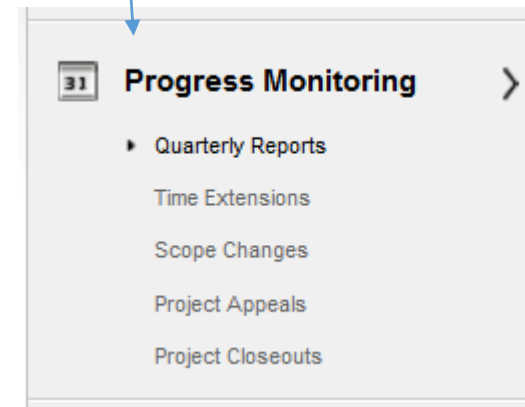 31
Progress Monitoring
Quarterly Reports
Time Extensions
Scope Changes
Project Appeals
Project Closeouts